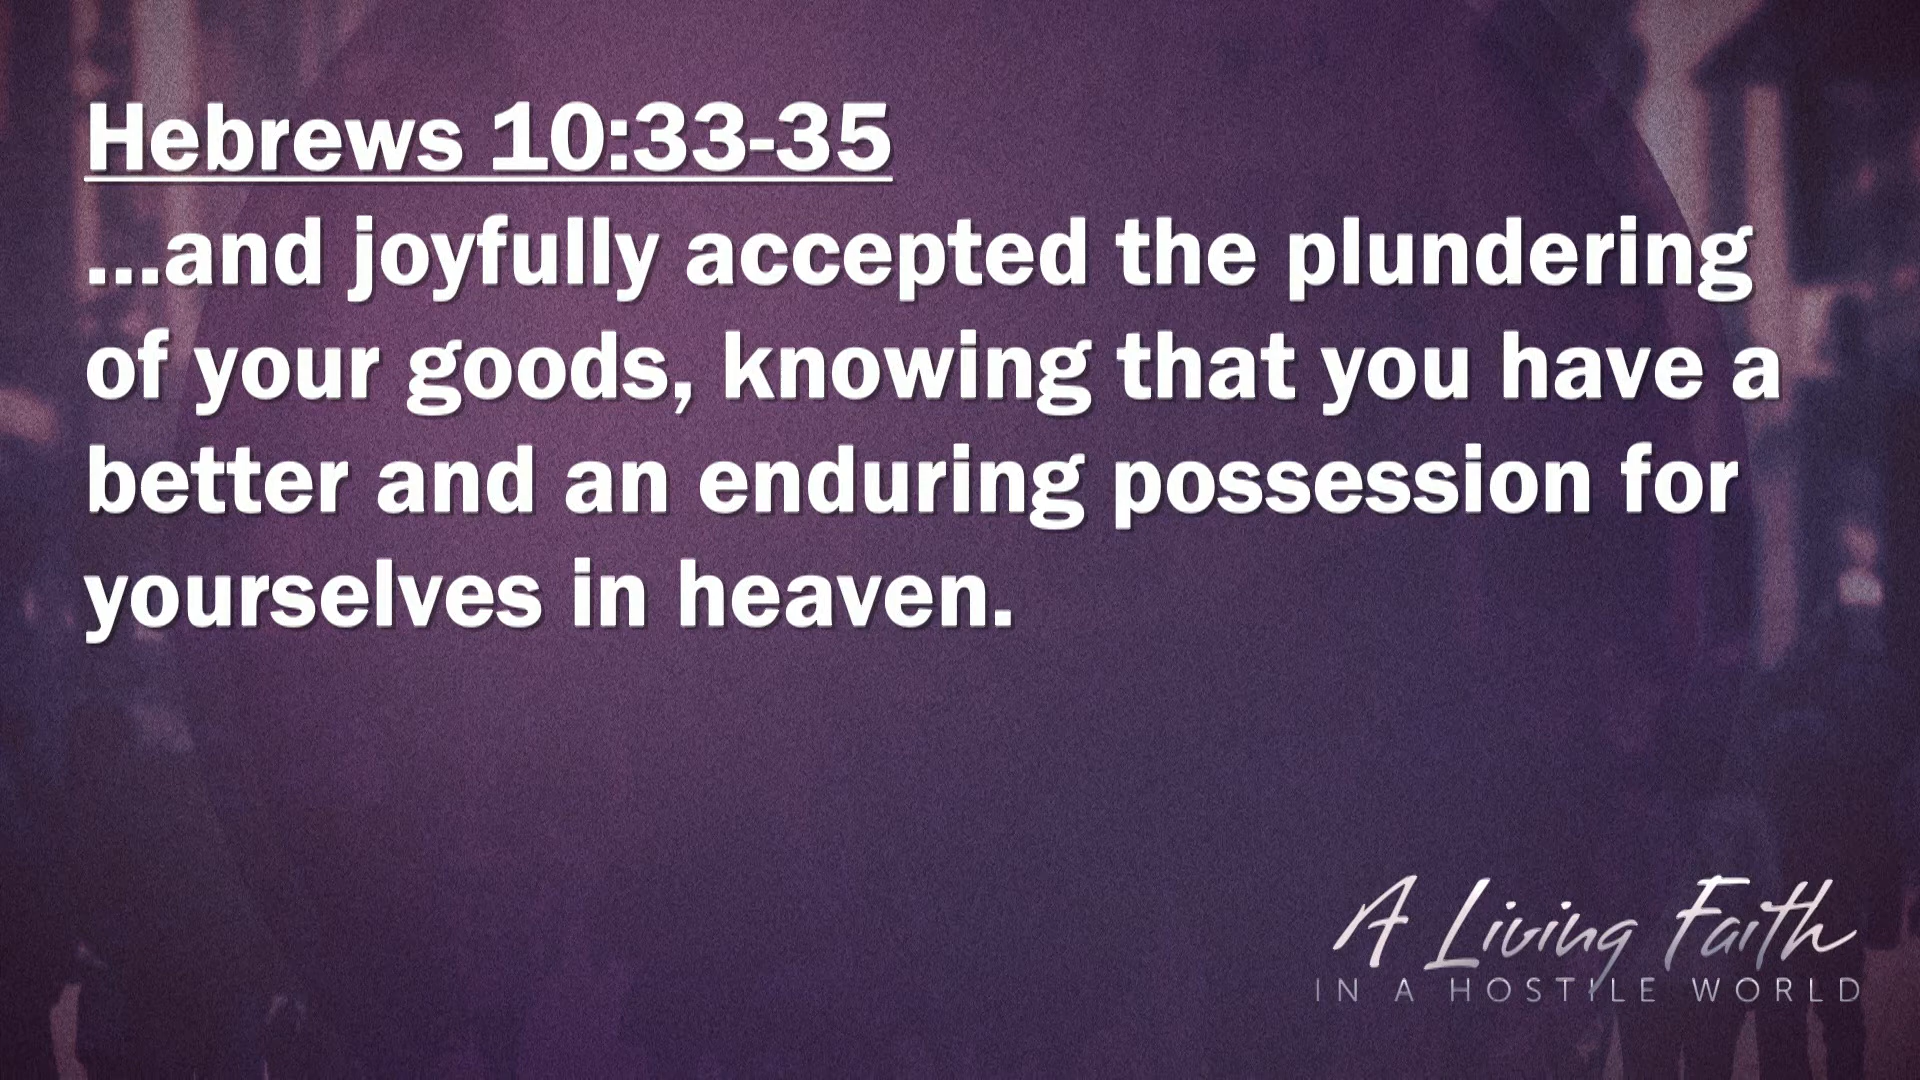 Hebrews 10:33-35
...and joyfully accepted the plundering
of your goods, knowing that you have a
better and an enduring possession for
yourselves in heaven.
A Living Faith
IN A HOSTILE WORLD